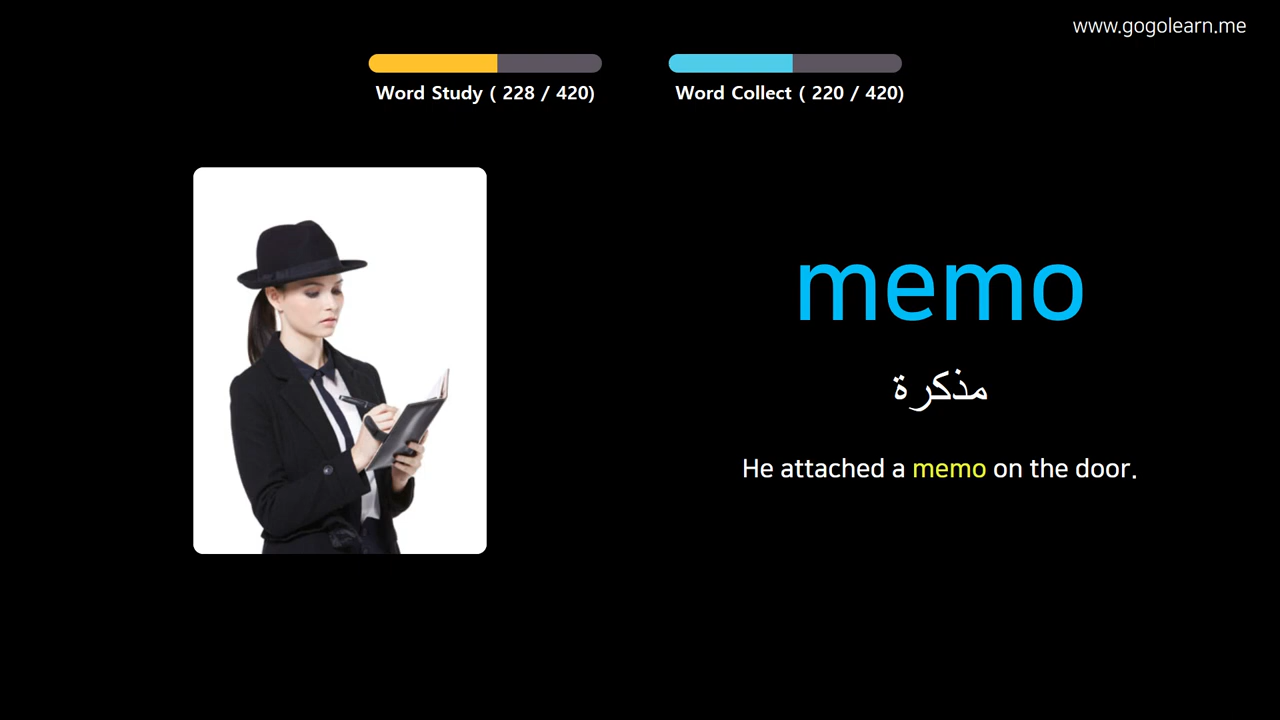 www.gogolearn.me
Word Study ( 228 / 420)
Word Collect ( 220 / 420)
memo
مذكرة
He attached a memo on the door.